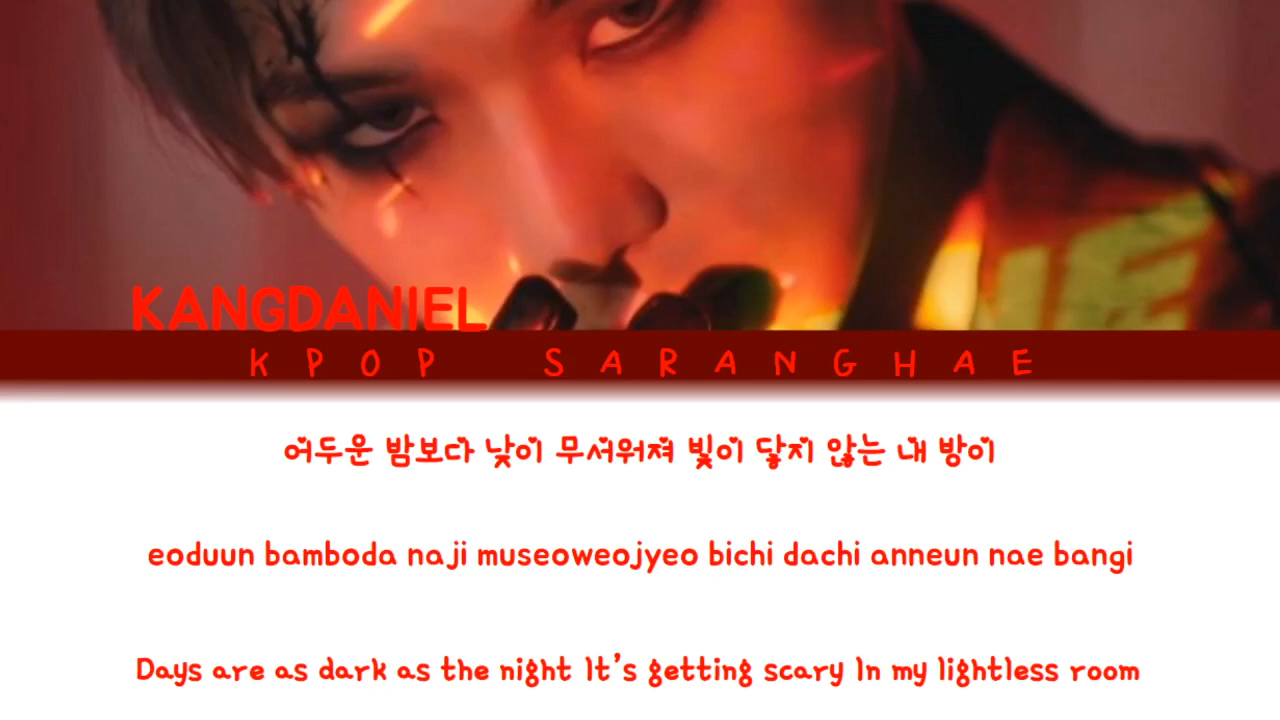 KANGDANIEL
KPOP SARANGHAE
어두운 밤보다 낮이 무서워져 빛이 닿지 않는 내 방이
eoduun bamboda naji museoweojyeo bichi dachi anneun nae bangi
Days are as dark as the night It's getting scary In my lightless room